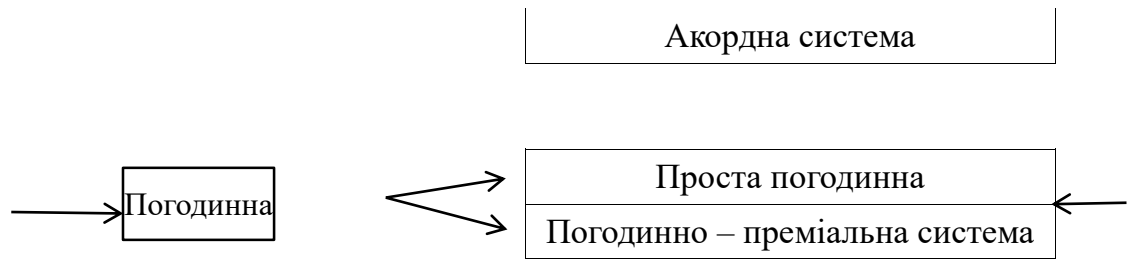 Акордна система
Погодинна
Проста погодинна
Погодинно – преміальна система